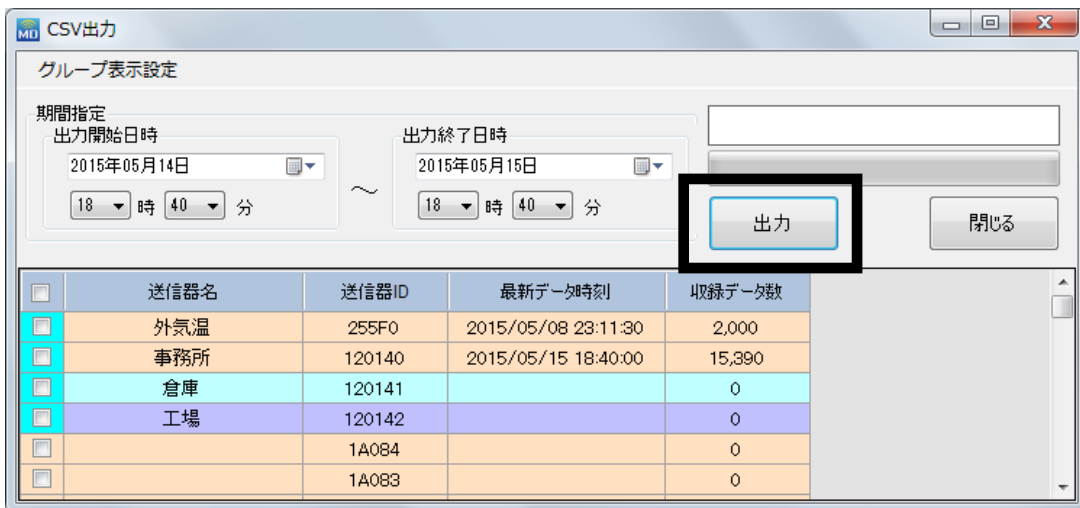 MD CSV出力
グループ表示設定
期間指定
出力開始日時
出力終了日時
2015年05月14日
～
2015年05月15日
18 時 40 分
18 時 40 分
出力
閉じる
送信器名 送信器ID 最新データ時刻 収録データ数
外気温 255F0 2015/05/08 23:11:30 2,000
事務所 120140 2015/05/15 18:40:00 15,390
倉庫 120141 0
工場 120142 0
1A084 0
1A083 0